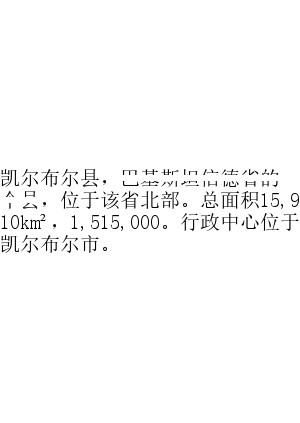 凯尔布尔县，巴基斯坦信德省的
个县，位于该省北部。总面积15,9
10km²，1,515,000。行政中心位于
凯尔布尔市。